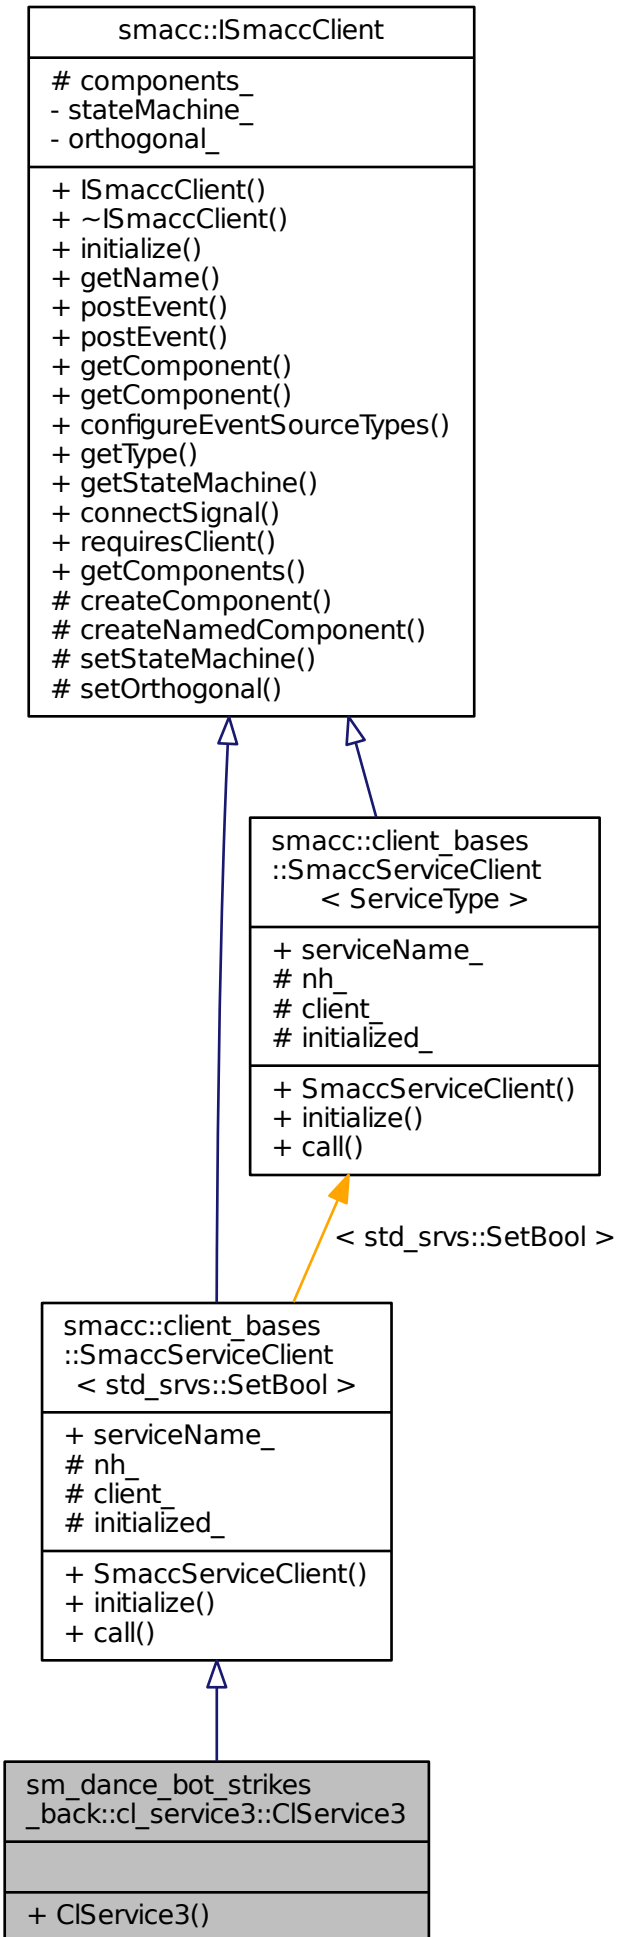 smacc::ISmaccClient
# components_
- stateMachine_
- orthogonal_
+ ISmaccClient()
+ ~ISmaccClient()
+ initialize()
+ getName()
+ postEvent()
+ postEvent()
+ getComponent()
+ getComponent()
+ configureEventSourceTypes()
+ getType()
+ getStateMachine()
+ connectSignal()
+ requiresClient()
+ getComponents()
# createComponent()
# createNamedComponent()
# setStateMachine()
# setOrthogonal()
smacc::client_bases
::SmaccServiceClient
< ServiceType >
+ serviceName_
# nh_
# client_
# initialized_
+ SmaccServiceClient()
+ initialize()
+ call()
< std_srvs::SetBool >
smacc::client_bases
::SmaccServiceClient
< std_srvs::SetBool >
+ serviceName_
# nh_
# client_
# initialized_
+ SmaccServiceClient()
+ initialize()
+ call()
sm_dance_bot_strikes
_back::cl_service3::ClService3
+ ClService3()